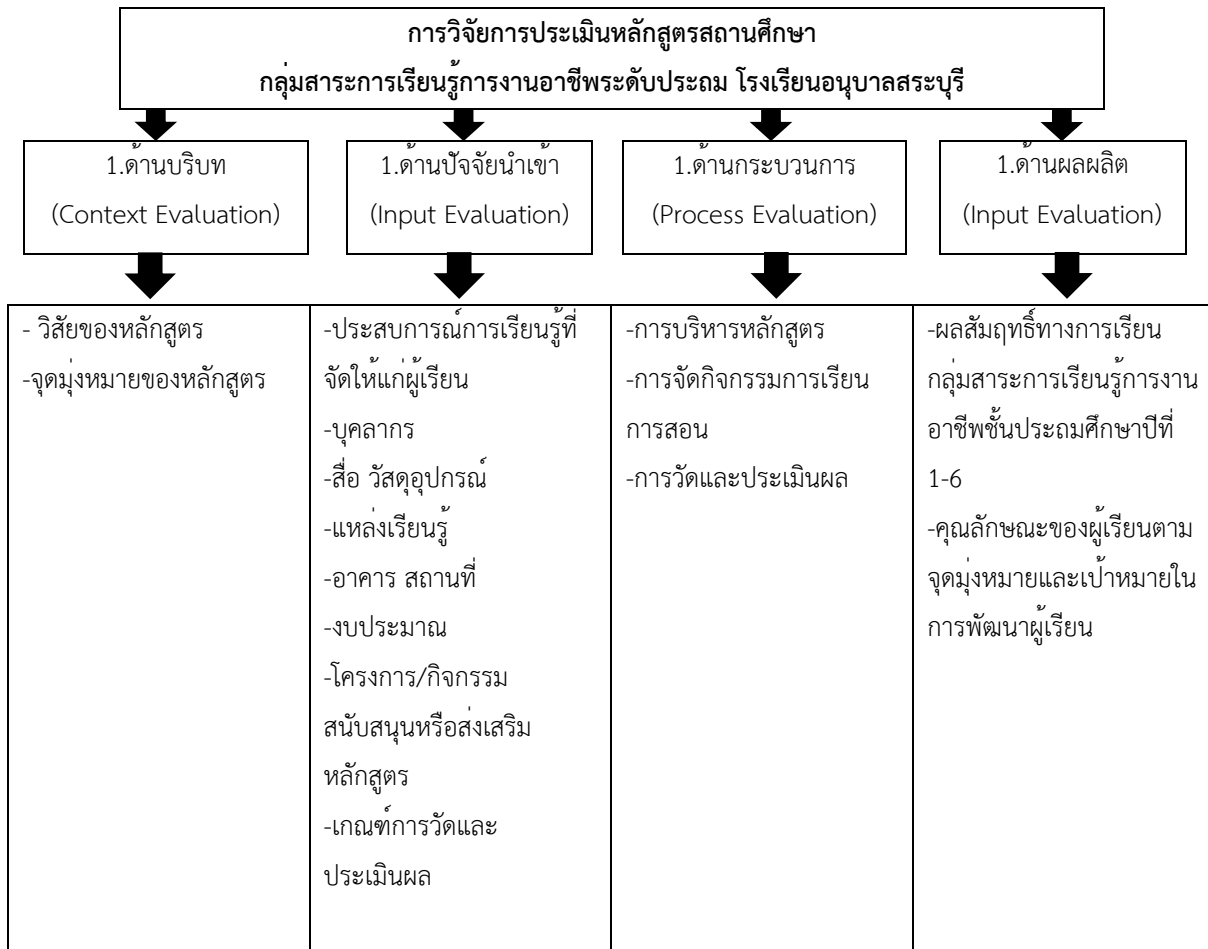 การวิจัยการประเมินหลักสูตรสถานศึกษา
กลุ่มสาระการเรียนรู้การงานอาชีพระดับประถม โรงเรียนอนุบาลสระบุรี
1.ด้านบริบท
(Context Evaluation)
1.ด้านปัจจัยนำเข้า
(Input Evaluation)
1.ด้านกระบวนการ
(Process Evaluation)
1.ด้านผลผลิต
(Input Evaluation)
- วิสัยของหลักสูตร
-จุดมุ่งหมายของหลักสูตร
-ประสบการณ์การเรียนรู้ที่
จัดให้แก่ผู้เรียน
-บุคลากร
-สื่อ วัสดุอุปกรณ์
-แหล่งเรียนรู้
-อาคาร สถานที่
-งบประมาณ
-โครงการ/กิจกรรม
สนับสนุนหรือส่งเสริม
หลักสูตร
-เกณฑ์การวัดและ
ประเมินผล
-การบริหารหลักสูตร
-การจัดกิจกรรมการเรียน
การสอน
-การวัดและประเมินผล
-ผลสัมฤทธิ์ทางการเรียน
กลุ่มสาระการเรียนรู้การงาน
อาชีพชั้นประถมศึกษาปีที่
1-6
-คุณลักษณะของผู้เรียนตาม
จุดมุ่งหมายและเป้าหมายใน
การพัฒนาผู้เรียน